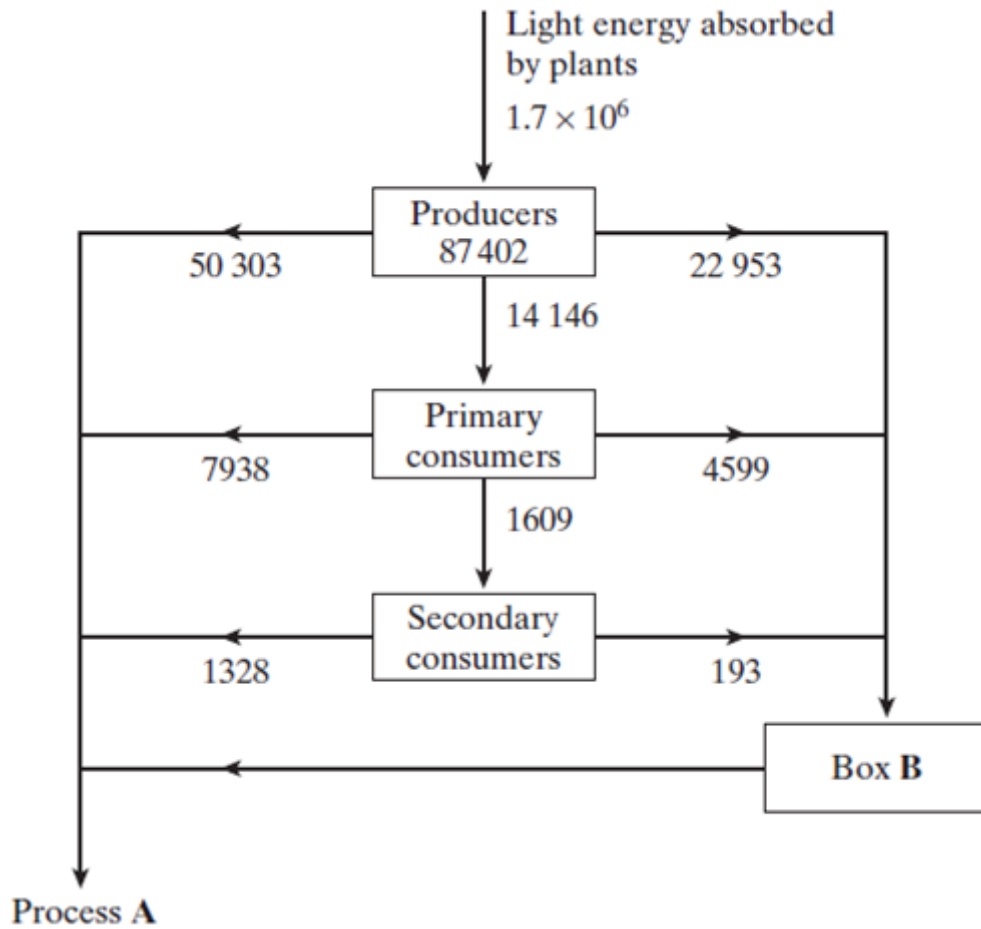 Light energy absorbed
by plants
1.7 × 10⁶
Producers
87 402
50 303
22 953
14 146
Primary
consumers
7938
4599
1609
Secondary
consumers
1328
193
Box B
Process A